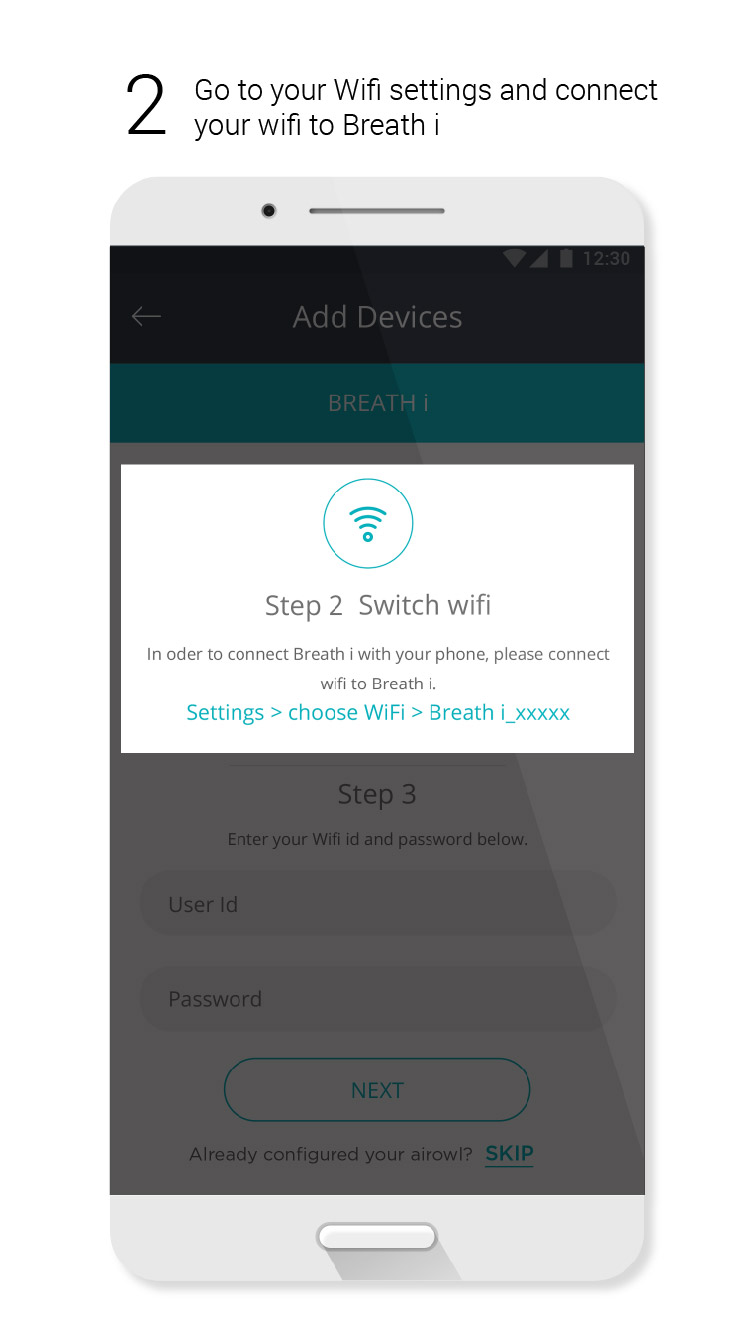 2
Go to your Wifi settings and connect
your wifi to Breath i
12:30
Add Devices
BREATH i
Step 2 Switch wifi
In oder to connect Breath i with your phone, please connect
wifi to Breath i.
Settings > choose WiFi > Breath i_xxxxx
Step 3
Enter your Wifi id and password below.
User Id
Password
NEXT
Already configured your airowl? SKIP